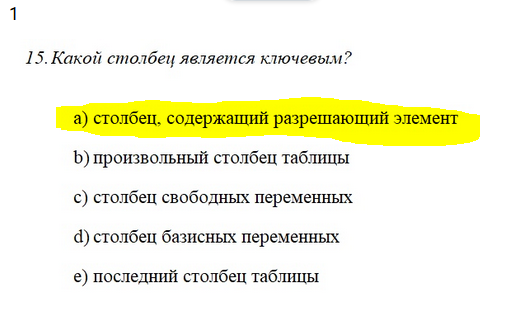 1
15. Какой столбец является ключевым?
a) столбец, содержащий разрешающий элемент
b) произвольный столбец таблицы
c) столбец свободных переменных
d) столбец базисных переменных
e) последний столбец таблицы